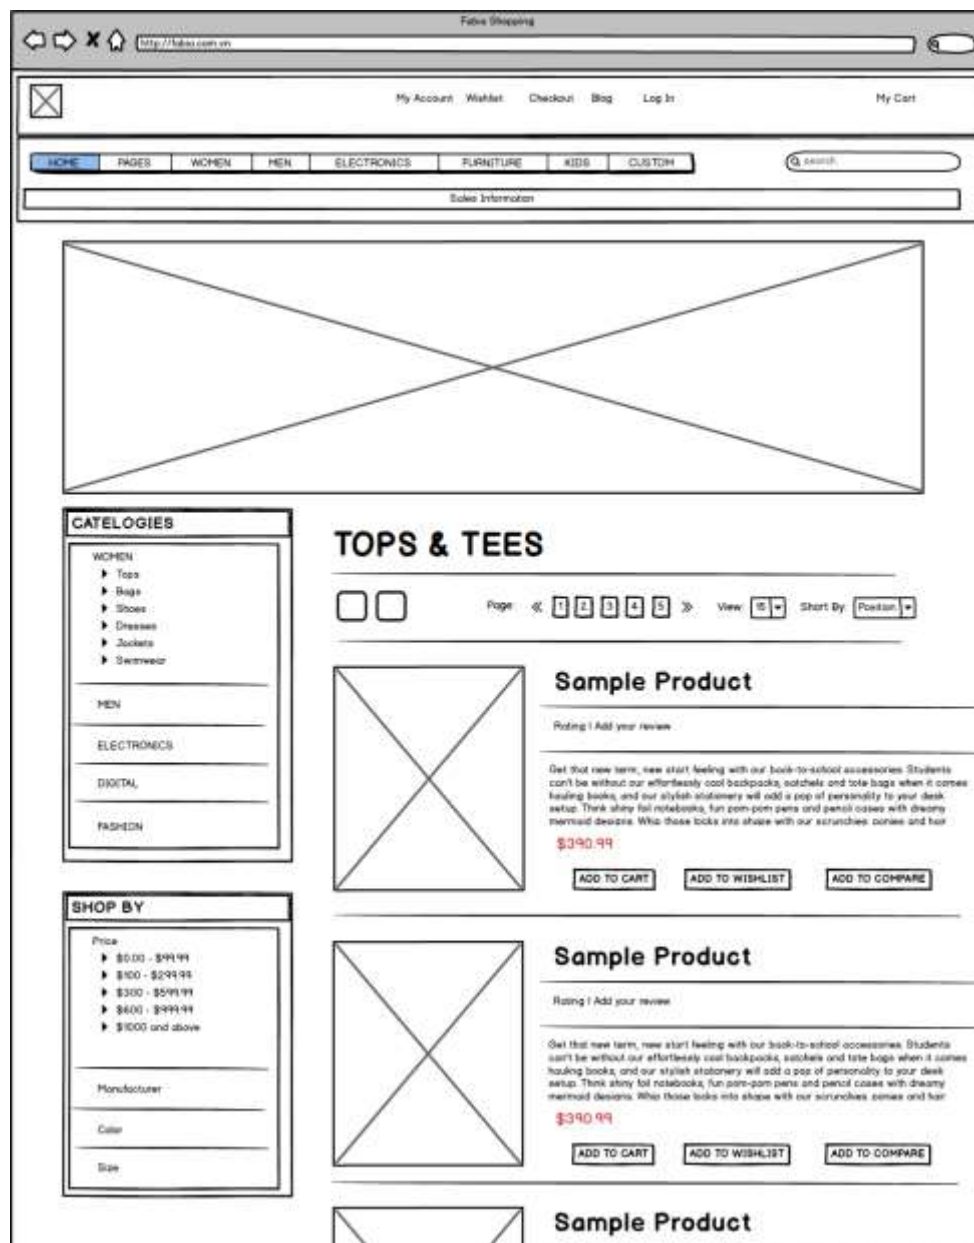 Fabio Shopping
http://fabio.com.vn
My Account Wishlist Checkout Blog Log In My Cart
HOME PAGES WOMEN MEN ELECTRONICS FURNITURE KIDS CUSTOM search
Sales Information
CATELOGIES
WOMEN
Tops
Bags
Shoes
Dresses
Jackets
Swimwear
MEN
ELECTRONICS
DIGITAL
FASHION
SHOP BY
Price
$0.00 - $99.99
$100 - $299.99
$300 - $599.99
$600 - $999.99
$1000 and above
Manufacturer
Color
Size
TOPS & TEES
Page: « 1 2 3 4 5 » View 15 Short By Position
Sample Product
Rating | Add your review
Get that new term, new start feeling with our back-to-school accessories. Students
can't be without our effortlessly cool backpacks, satchels and tote bags when it comes
hauling books, and our stylish stationery will add a pop of personality to your desk
setup. Think shiny foil notebooks, fun pom-pom pens and pencil cases with dreamy
mermaid designs. Whip those locks into shape with our scrunchies, ponies and hair
$390.99
ADD TO CART ADD TO WISHLIST ADD TO COMPARE
Sample Product
Rating | Add your review
Get that new term, new start feeling with our back-to-school accessories. Students
can't be without our effortlessly cool backpacks, satchels and tote bags when it comes
hauling books, and our stylish stationery will add a pop of personality to your desk
setup. Think shiny foil notebooks, fun pom-pom pens and pencil cases with dreamy
mermaid designs. Whip those locks into shape with our scrunchies, ponies and hair
$390.99
ADD TO CART ADD TO WISHLIST ADD TO COMPARE
Sample Product